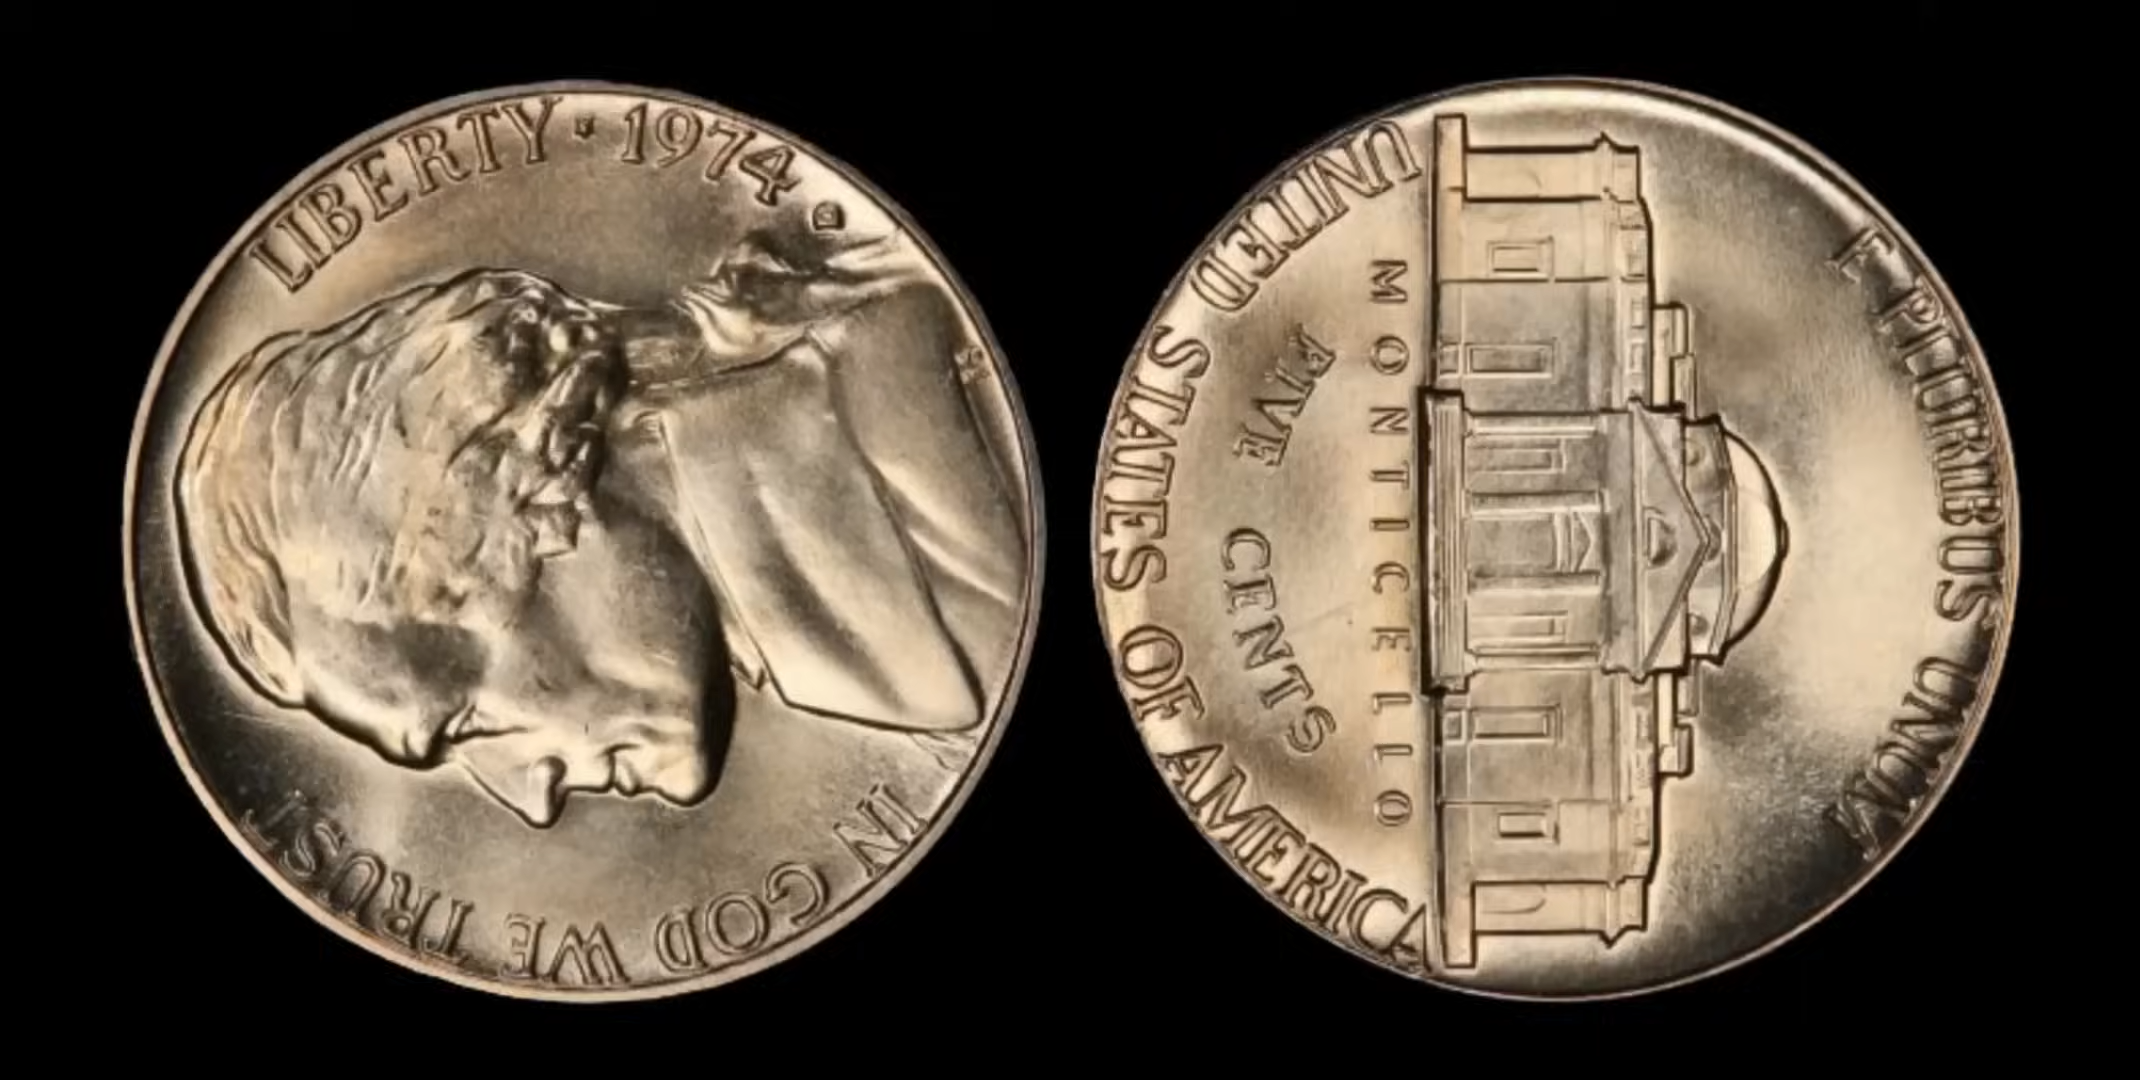 IN GOD WE TRUST
LIBERTY · 1974
E PLURIBUS UNUM
MONTICELLO
FIVE CENTS
UNITED STATES OF AMERICA